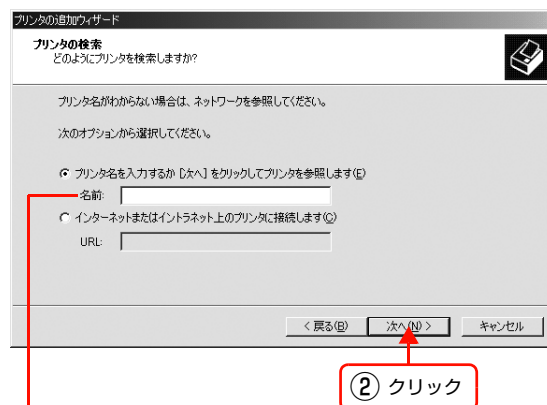 プリンタの追加ウィザード
プリンタの検索
どのようにプリンタを検索しますか?
プリンタ名がわからない場合は、ネットワークを参照してください。
次のオプションから選択してください。
プリンタ名を入力するか [次へ] をクリックしてプリンタを参照します(E)
名前:
インターネットまたはイントラネット上のプリンタに接続します(C)
URL:
< 戻る(B) 次へ(N) > キャンセル
② クリック